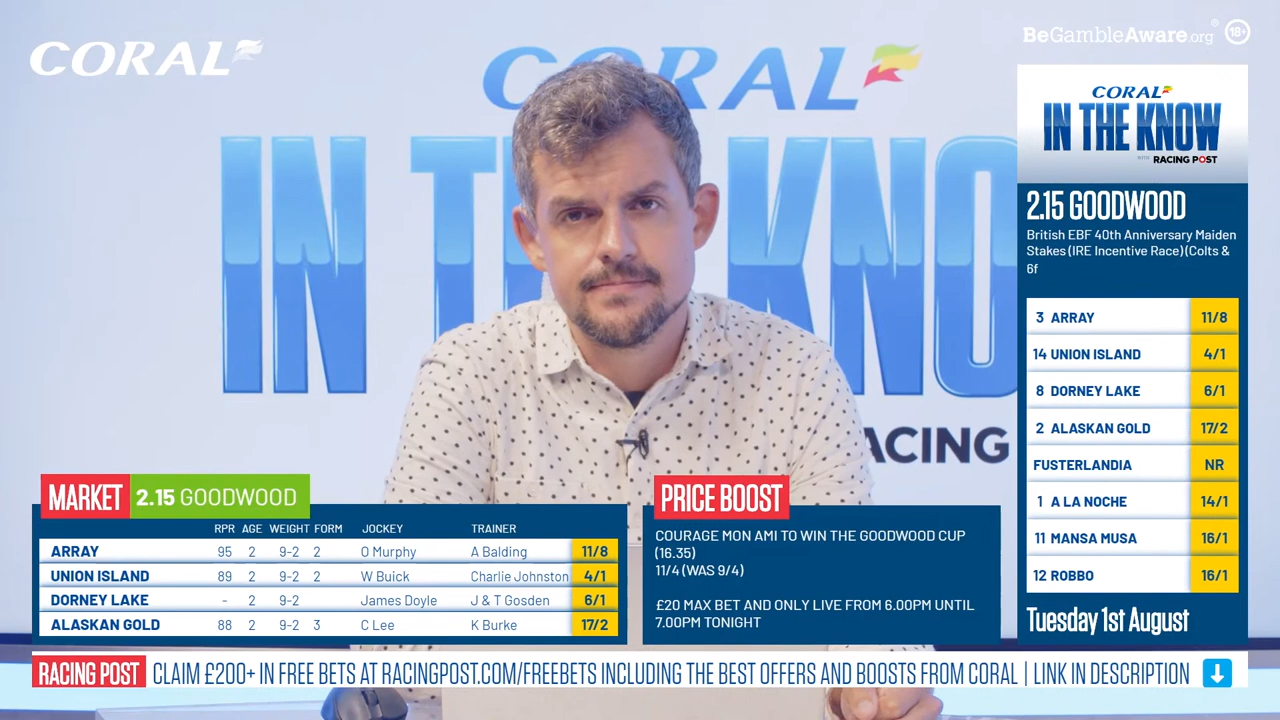 CORAL
BeGambleAware.org® 18+
CORAL
IN THE KNO
ACING
CORAL
IN THE KNOW
WITH RACING POST
2.15 GOODWOOD
British EBF 40th Anniversary Maiden
Stakes (IRE Incentive Race) (Colts &
6f
3 ARRAY 11/8
14 UNION ISLAND 4/1
8 DORNEY LAKE 6/1
2 ALASKAN GOLD 17/2
FUSTERLANDIA NR
1 A LA NOCHE 14/1
11 MANSA MUSA 16/1
12 ROBBO 16/1
Tuesday 1st August
MARKET 2.15 GOODWOOD
RPR AGE WEIGHT FORM JOCKEY TRAINER
ARRAY 95 2 9-2 2 O Murphy A Balding 11/8
UNION ISLAND 89 2 9-2 2 W Buick Charlie Johnston 4/1
DORNEY LAKE - 2 9-2 James Doyle J & T Gosden 6/1
ALASKAN GOLD 88 2 9-2 3 C Lee K Burke 17/2
PRICE BOOST
COURAGE MON AMI TO WIN THE GOODWOOD CUP
(16.35)
11/4 (WAS 9/4)
£20 MAX BET AND ONLY LIVE FROM 6.00PM UNTIL
7.00PM TONIGHT
RACING POST CLAIM £200+ IN FREE BETS AT RACINGPOST.COM/FREEBETS INCLUDING THE BEST OFFERS AND BOOSTS FROM CORAL | LINK IN DESCRIPTION